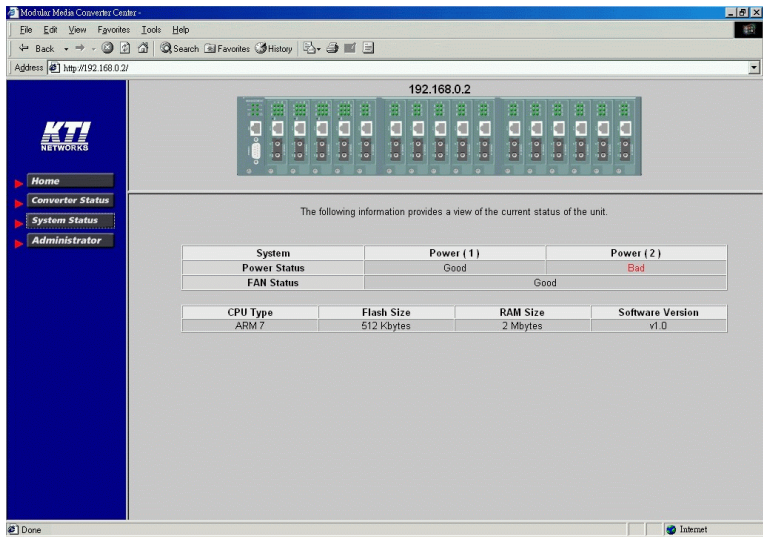 Modular Media Converter Center -
File Edit View Favorites Tools Help
Back Search Favorites History
Address http://192.168.0.2/
192.168.0.2
KTI
NETWORKS
Home
Converter Status
System Status
Administrator
The following information provides a view of the current status of the unit.
System Power ( 1 ) Power ( 2 )
Power Status Good Bad
FAN Status Good
CPU Type Flash Size RAM Size Software Version
ARM 7 512 Kbytes 2 Mbytes v1.0
Done Internet